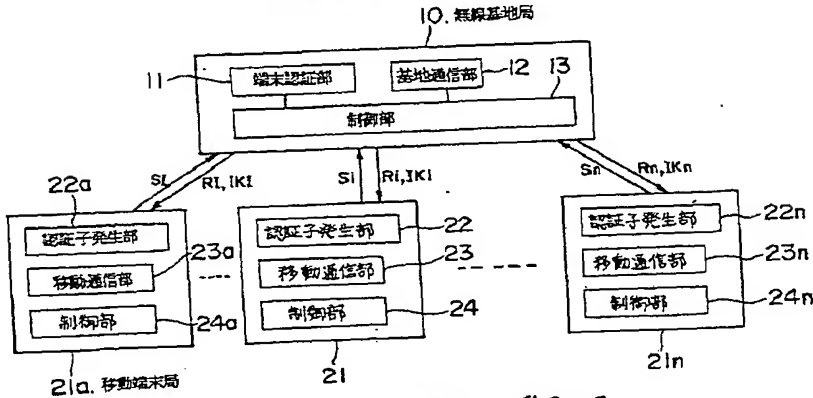 10. 無線基地局
11
端末認証部
基地通信部
12
13
制御部
S1
R1,IK1
Si
Ri,IKi
Sn
Rn,IKn
22a
認証子発生部
23a
移動通信部
制御部
24a
21a. 移動端末局
認証子発生部
22
移動通信部
23
制御部
24
21
認証子発生部
22n
移動通信部
23n
制御部
24n
21n